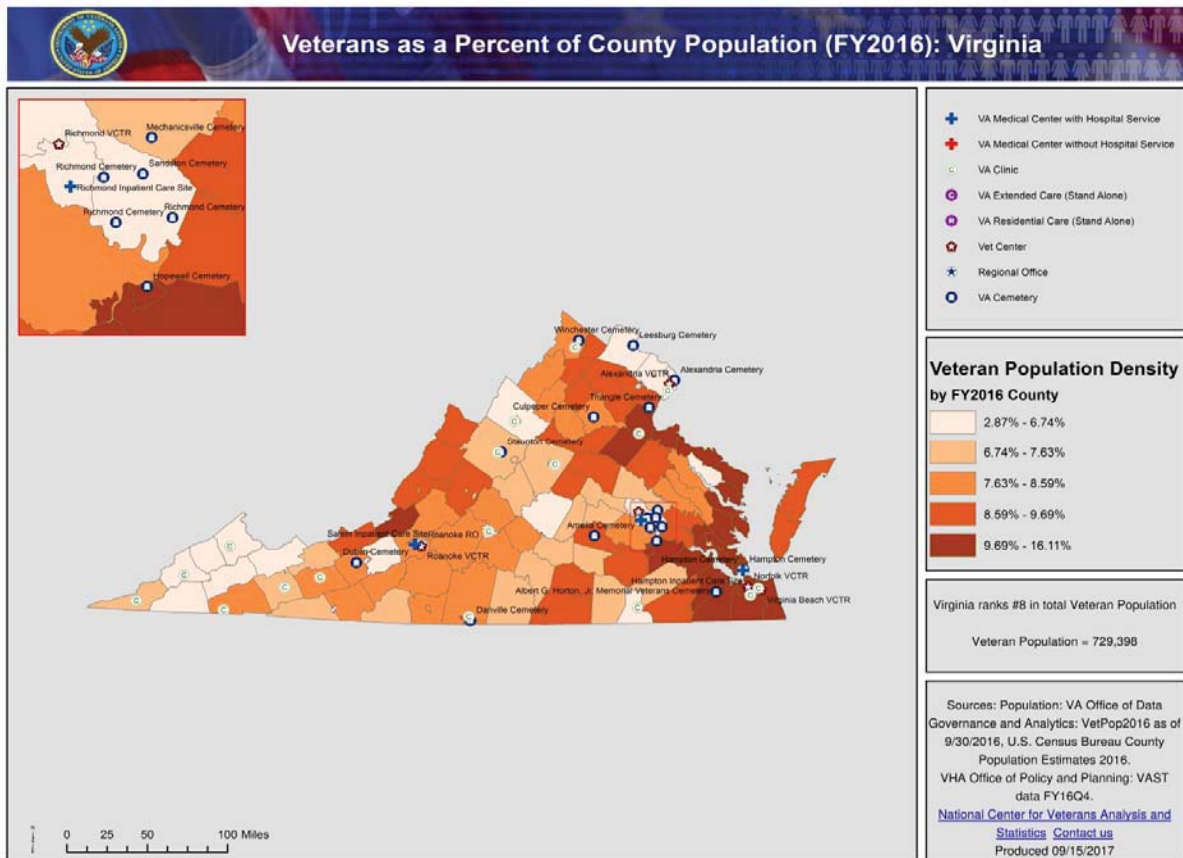 Veterans as a Percent of County Population (FY2016): Virginia
Richmond VCTR
Mechanicsville Cemetery
Richmond Cemetery
Sandston Cemetery
Richmond Inpatient Care Site
Richmond Cemetery
Richmond Cemetery
Hopewell Cemetery
Winchester Cemetery
Leesburg Cemetery
Alexandria VCTR
Alexandria Cemetery
Triangle Cemetery
Culpeper Cemetery
Staunton Cemetery
Amelia Cemetery
Salem Inpatient Care Site
Roanoke RO
Dublin Cemetery
Roanoke VCTR
Hampton Cemetery
Hampton Cemetery
Hampton Inpatient Care Site
Norfolk VCTR
Albert G. Horton, Jr. Memorial Veterans Cemetery
Virginia Beach VCTR
Danville Cemetery
0 25 50 100 Miles
VA Medical Center with Hospital Service
VA Medical Center without Hospital Service
C VA Clinic
C VA Extended Care (Stand Alone)
VA Residential Care (Stand Alone)
Vet Center
Regional Office
VA Cemetery
Veteran Population Density
by FY2016 County
2.87% - 6.74%
6.74% - 7.63%
7.63% - 8.59%
8.59% - 9.69%
9.69% - 16.11%
Virginia ranks #8 in total Veteran Population
Veteran Population = 729,398
Sources: Population: VA Office of Data
Governance and Analytics: VetPop2016 as of
9/30/2016, U.S. Census Bureau County
Population Estimates 2016.
VHA Office of Policy and Planning: VAST
data FY16Q4.
National Center for Veterans Analysis and
Statistics Contact us
Produced 09/15/2017